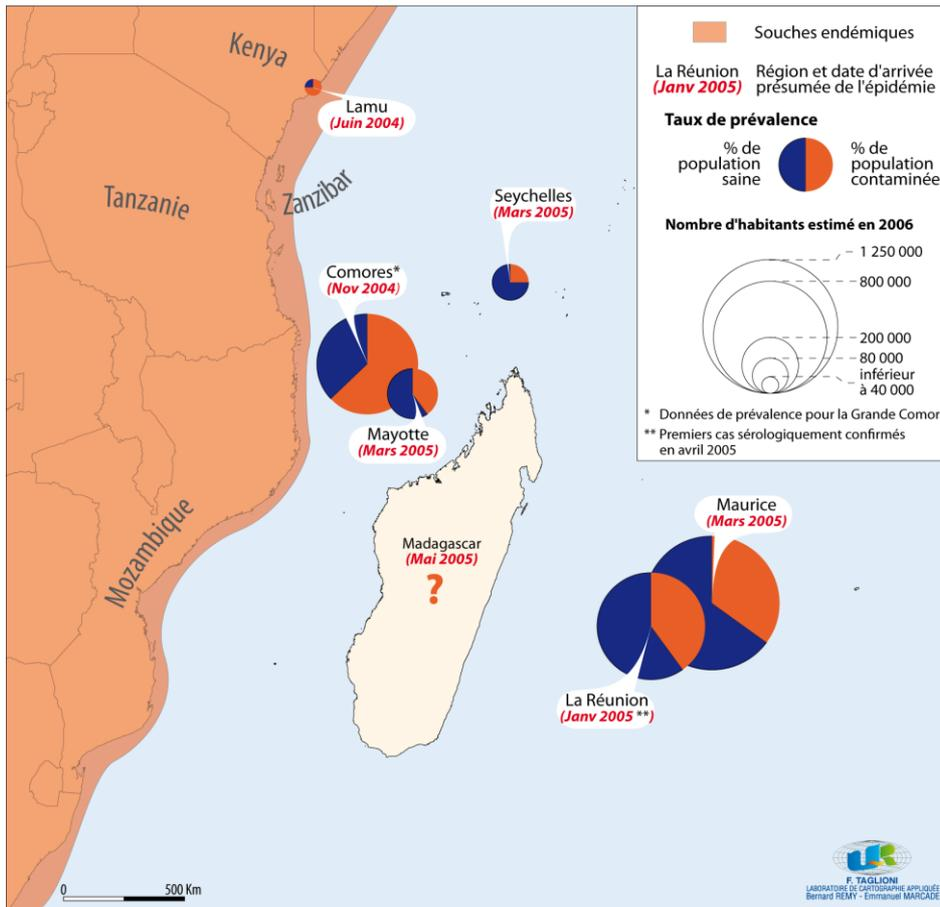 Kenya
Lamu
(Juin 2004)
Tanzanie
Zanzibar
Seychelles
(Mars 2005)
Comores*
(Nov 2004)
Mayotte
(Mars 2005)
Mozambique
Madagascar
(Mai 2005)
?
Maurice
(Mars 2005)
La Réunion
(Janv 2005 **)
0 500 Km
Souches endémiques
La Réunion
(Janv 2005)
Région et date d'arrivée
présumée de l'épidémie
Taux de prévalence
% de
population
saine
% de
population
contaminée
Nombre d'habitants estimé en 2006
1 250 000
800 000
200 000
80 000
inférieur
à 40 000
* Données de prévalence pour la Grande Comor
** Premiers cas sérologiquement confirmés
en avril 2005
UR
F. TAGLIONI
LABORATOIRE DE CARTOGRAPHIE APPLIQUÉE
Bernard REMY - Emmanuel MARCADE